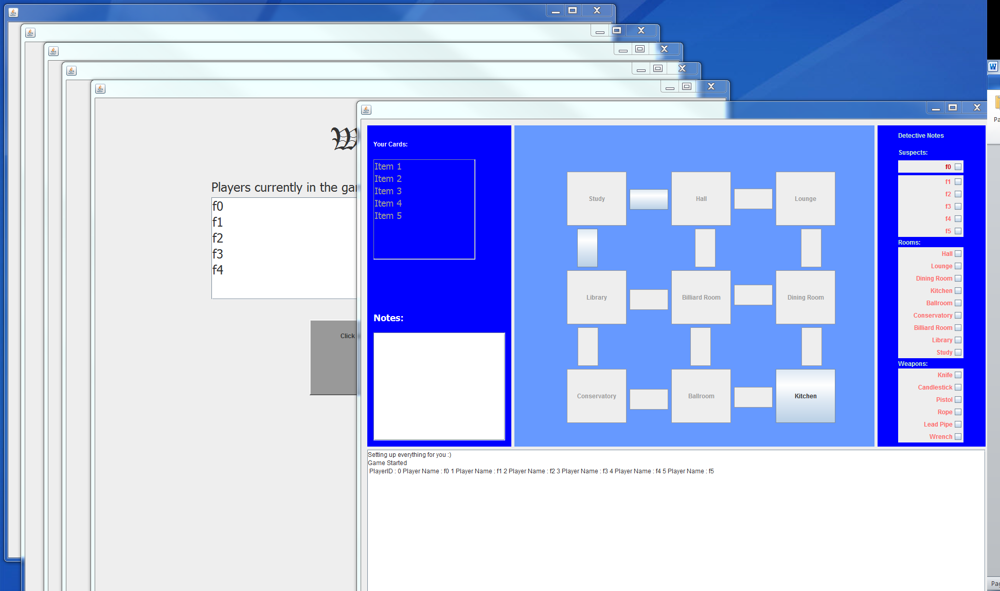 Players currently in the
f0
f1
f2
f3
f4
Click
Your Cards:
Item 1
Item 2
Item 3
Item 4
Item 5
Notes:
Study
Hall
Lounge
Library
Billiard Room
Dining Room
Conservatory
Ballroom
Kitchen
Detective Notes
Suspects:
f0
f1
f2
f3
f4
f5
Rooms:
Hall
Lounge
Dining Room
Kitchen
Ballroom
Conservatory
Billiard Room
Library
Study
Weapons:
Knife
Candlestick
Pistol
Rope
Lead Pipe
Wrench
Setting up everything for you :)
Game Started
PlayerID : 0 Player Name : f0 1 Player Name : f1 2 Player Name : f2 3 Player Name : f3 4 Player Name : f4 5 Player Name : f5